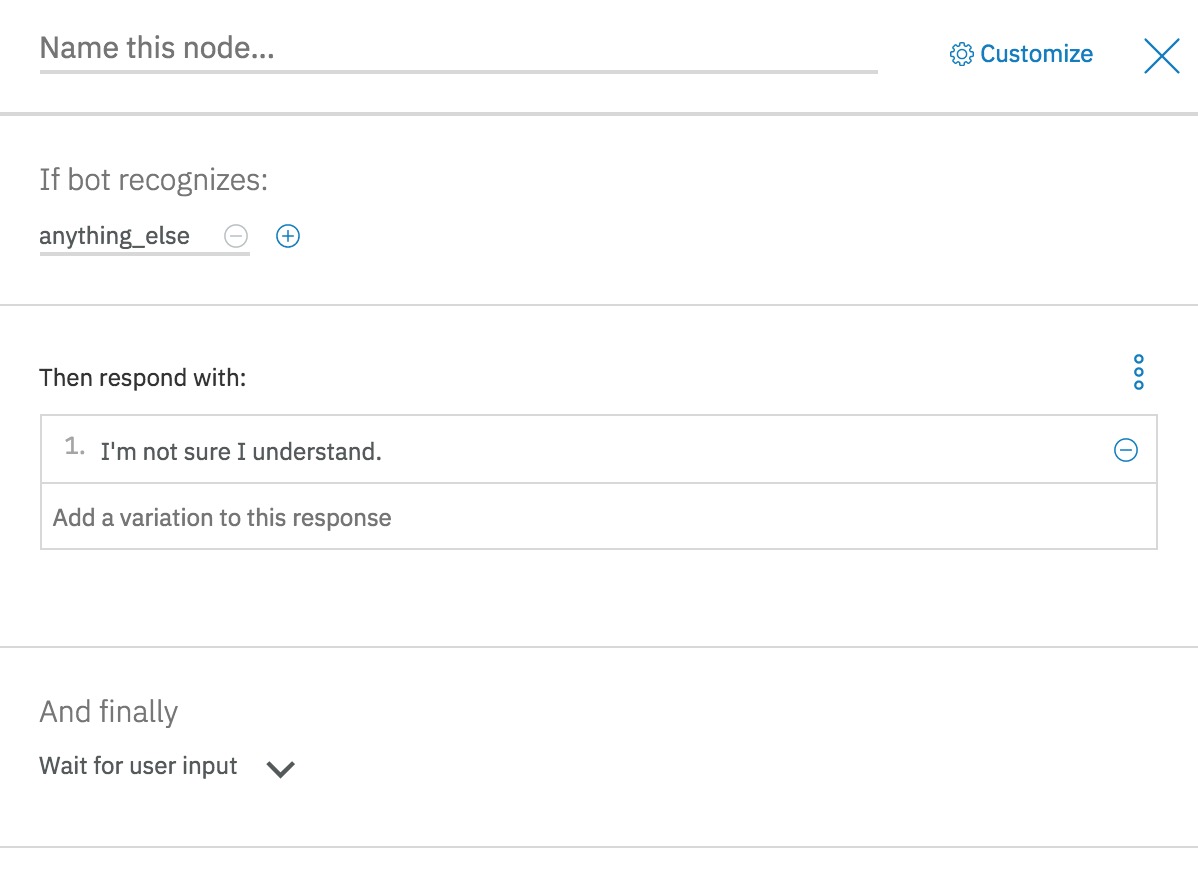 Name this node...
Customize
If bot recognizes:
anything_else
Then respond with:
1. I'm not sure I understand.
Add a variation to this response
And finally
Wait for user input